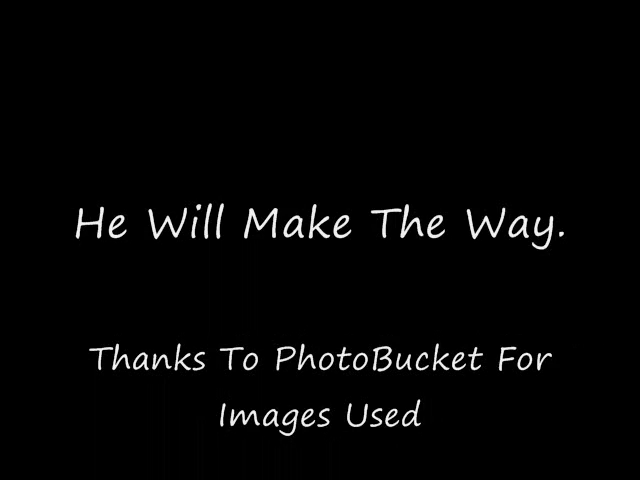 He Will Make The Way.
Thanks To PhotoBucket For
Images Used